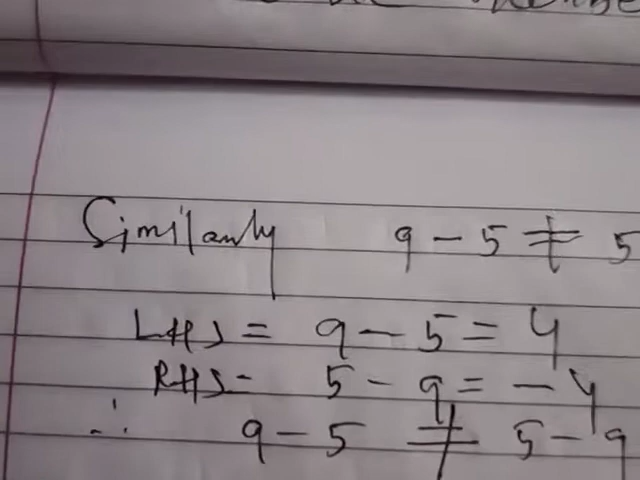 Similarly 9 - 5 ≠ 5
LHS = 9 - 5 = 4
RHS = 5 - 9 = - 4
∴ 9 - 5 ≠ 5 - 9